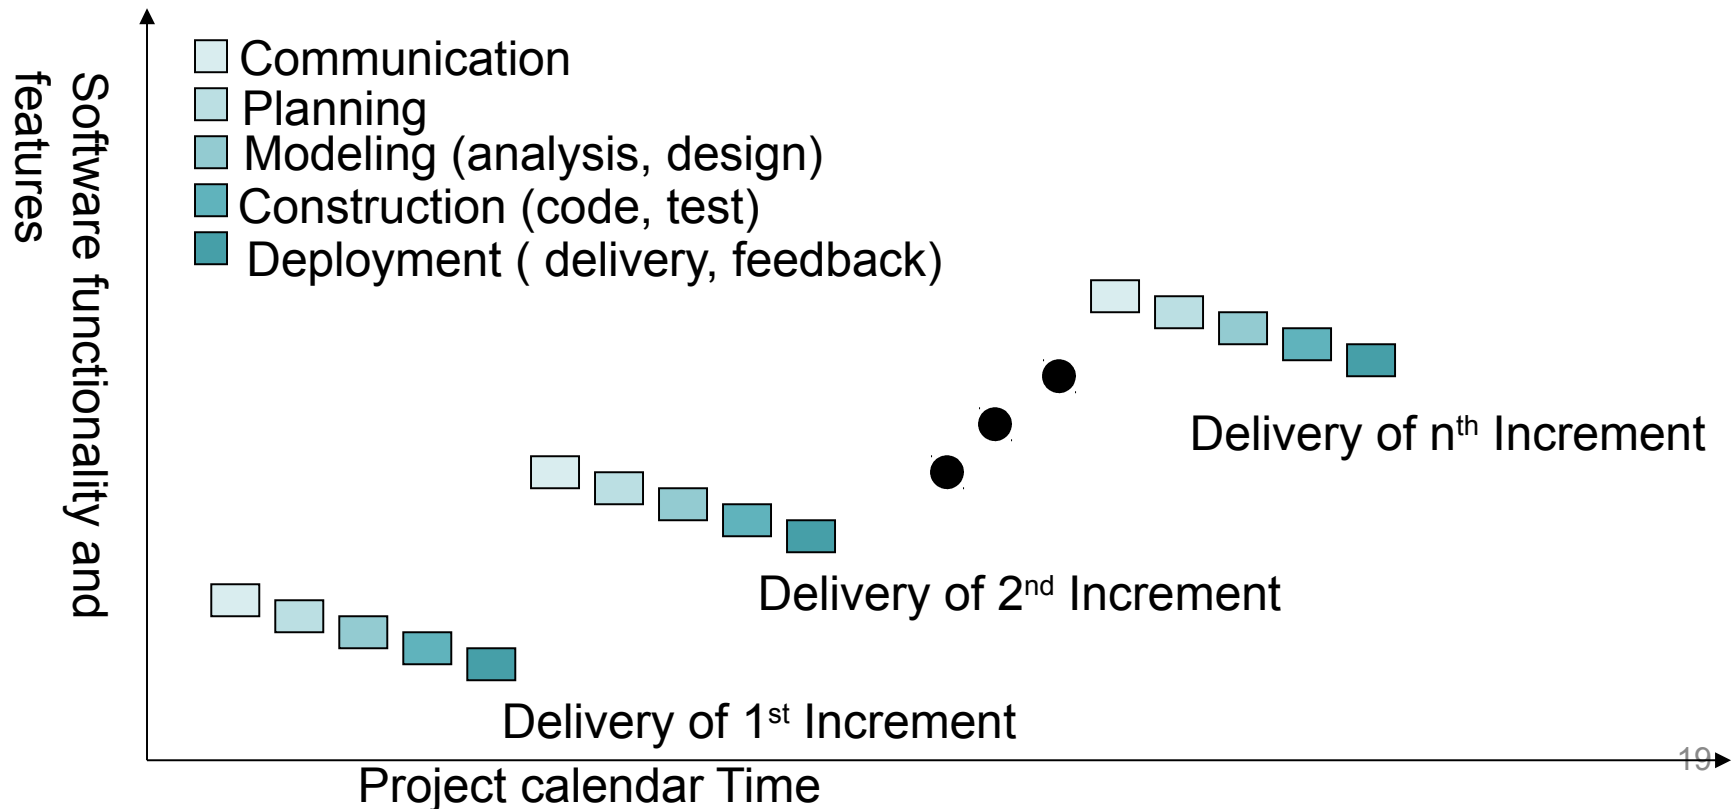 Communication
Planning
Modeling (analysis, design)
Construction (code, test)
Deployment ( delivery, feedback)
Software functionality and
features
Delivery of nth Increment
Delivery of 2nd Increment
Delivery of 1st Increment
19
Project calendar Time